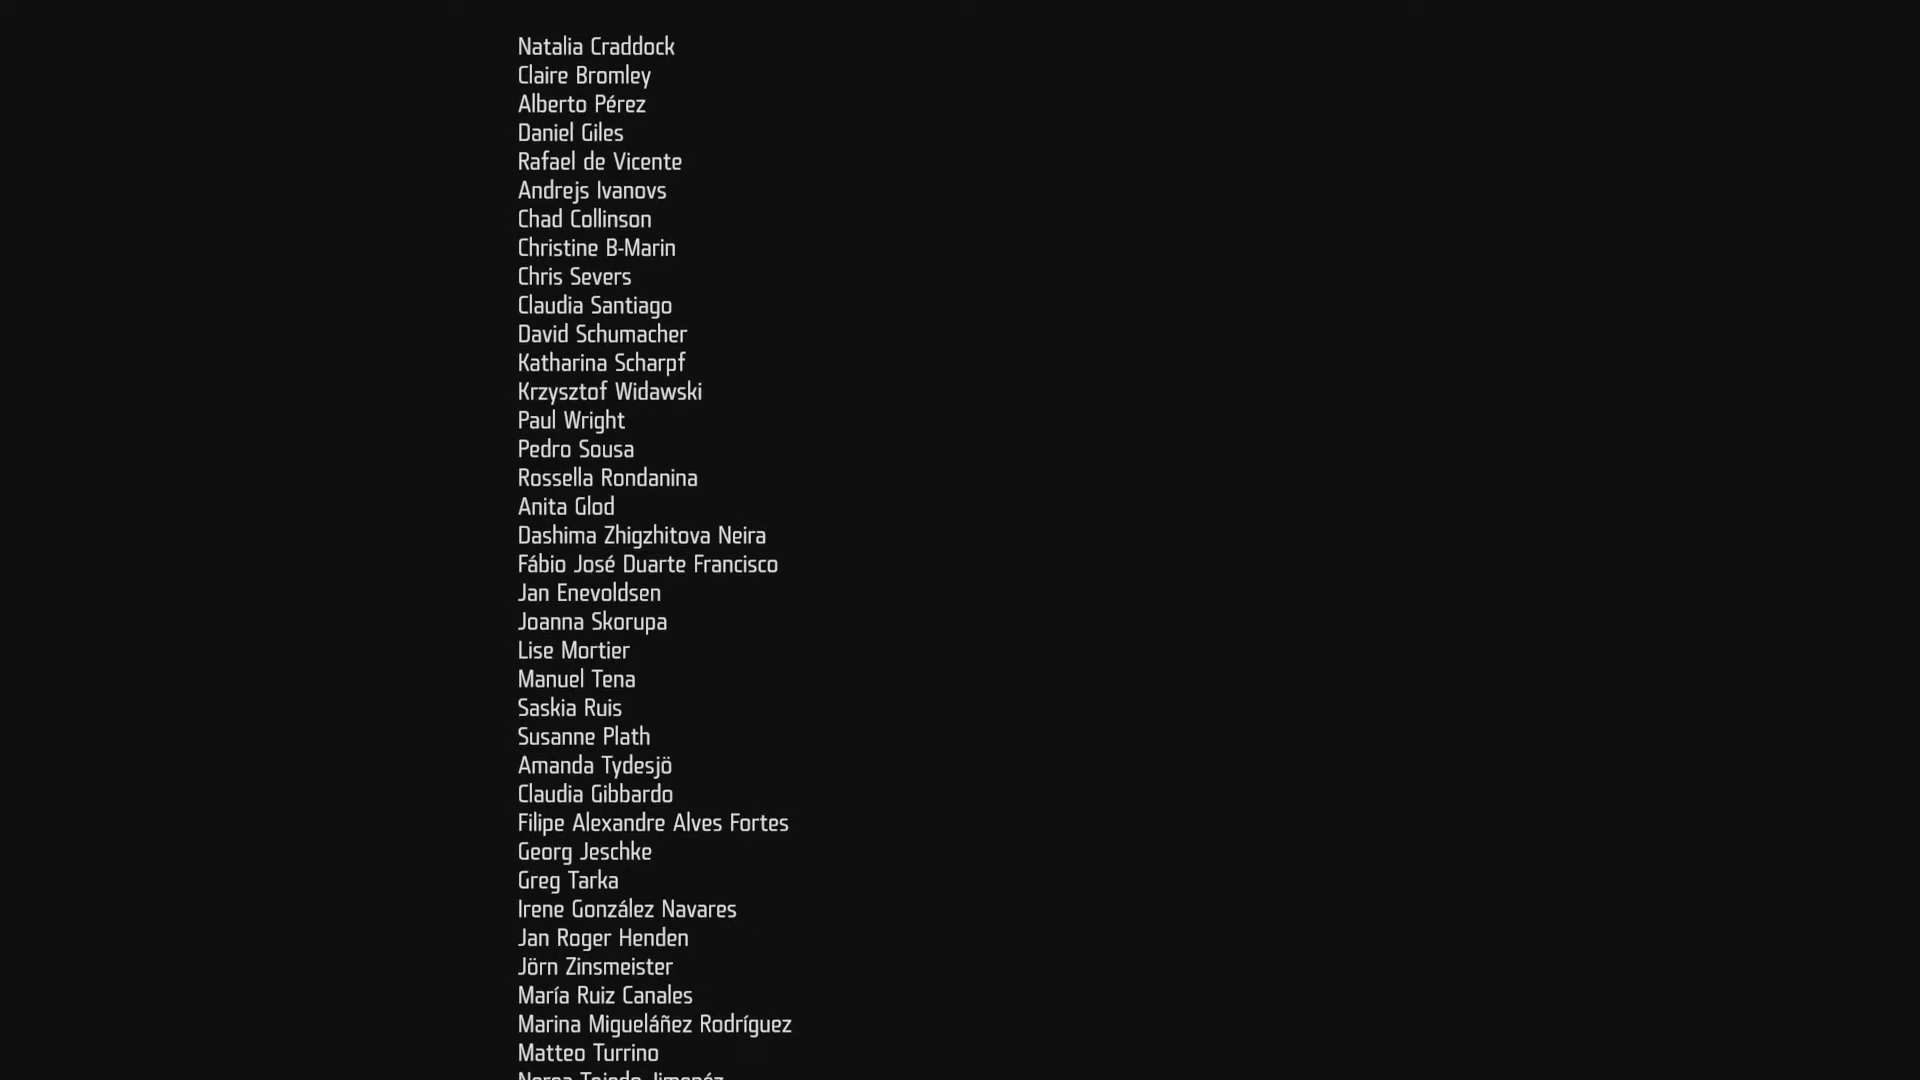 Natalia Craddock
Claire Bromley
Alberto Pérez
Daniel Giles
Rafael de Vicente
Andrejs Ivanovs
Chad Collinson
Christine B-Marin
Chris Severs
Claudia Santiago
David Schumacher
Katharina Scharpf
Krzysztof Widawski
Paul Wright
Pedro Sousa
Rossella Rondanina
Anita Glod
Dashima Zhigzhitova Neira
Fábio José Duarte Francisco
Jan Enevoldsen
Joanna Skorupa
Lise Mortier
Manuel Tena
Saskia Ruis
Susanne Plath
Amanda Tydesjö
Claudia Gibbardo
Filipe Alexandre Alves Fortes
Georg Jeschke
Greg Tarka
Irene González Navares
Jan Roger Henden
Jörn Zinsmeister
María Ruiz Canales
Marina Migueláñez Rodríguez
Matteo Turrino